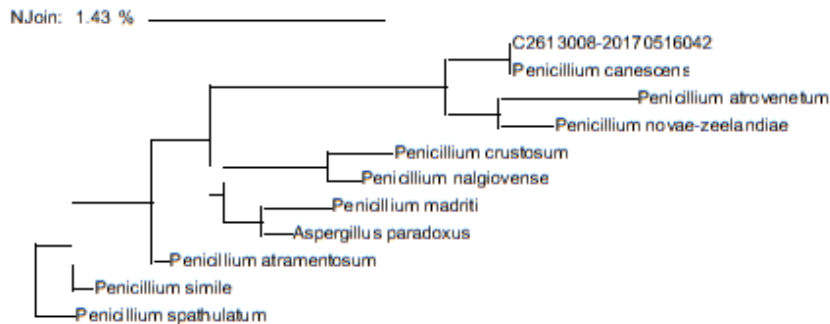 NJoin: 1.43 %
C2613008-20170516042
Penicillium canescens
Penicillium atrovenetum
Penicillium novae-zeelandiae
Penicillium crustosum
Penicillium nalgiovense
Penicillium madriti
Aspergillus paradoxus
Penicillium atramentosum
Penicillium simile
Penicillium spathulatum